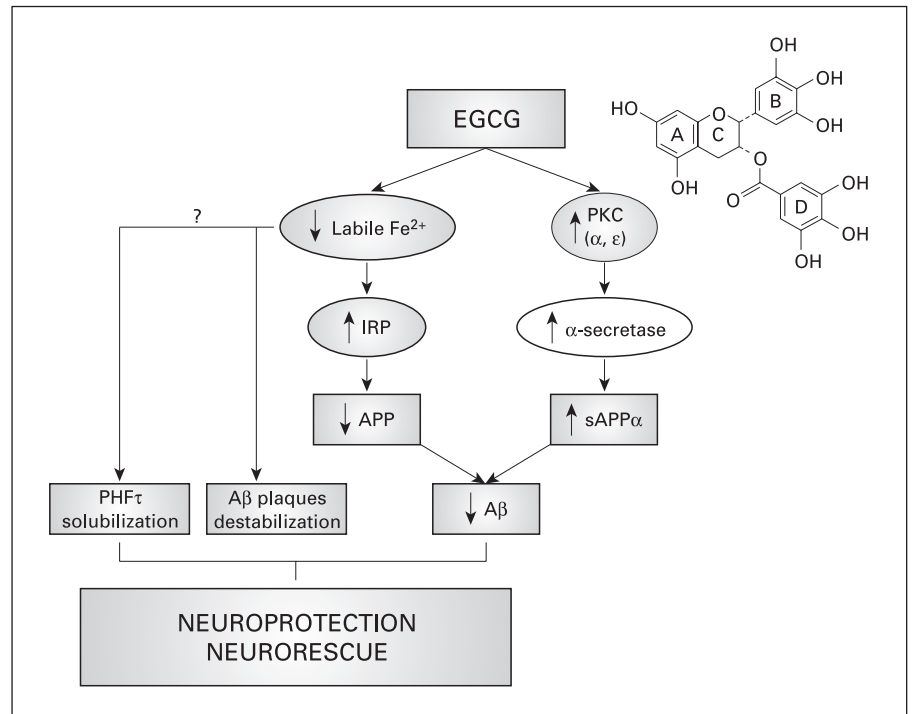 EGCG
OH
OH
OH
B
HO
O
A
C
OH
O
O
D
OH
OH
OH
?
↓ Labile Fe²⁺
↑ PKC
(α, ε)
↑ IRP
↑ α-secretase
↓ APP
↑ sAPPα
PHFτ
solubilization
Aβ plaques
destabilization
↓ Aβ
NEUROPROTECTION
NEURORESCUE